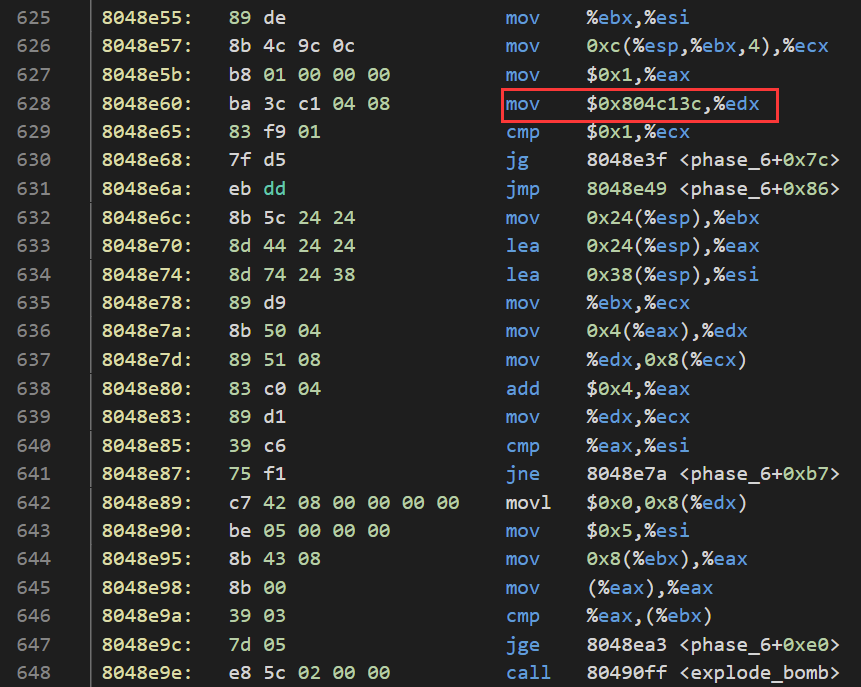 625 8048e55: 89 de mov %ebx,%esi
626 8048e57: 8b 4c 9c 0c mov 0xc(%esp,%ebx,4),%ecx
627 8048e5b: b8 01 00 00 00 mov $0x1,%eax
628 8048e60: ba 3c c1 04 08 mov $0x804c13c,%edx
629 8048e65: 83 f9 01 cmp $0x1,%ecx
630 8048e68: 7f d5 jg 8048e3f <phase_6+0x7c>
631 8048e6a: eb dd jmp 8048e49 <phase_6+0x86>
632 8048e6c: 8b 5c 24 24 mov 0x24(%esp),%ebx
633 8048e70: 8d 44 24 24 lea 0x24(%esp),%eax
634 8048e74: 8d 74 24 38 lea 0x38(%esp),%esi
635 8048e78: 89 d9 mov %ebx,%ecx
636 8048e7a: 8b 50 04 mov 0x4(%eax),%edx
637 8048e7d: 89 51 08 mov %edx,0x8(%ecx)
638 8048e80: 83 c0 04 add $0x4,%eax
639 8048e83: 89 d1 mov %edx,%ecx
640 8048e85: 39 c6 cmp %eax,%esi
641 8048e87: 75 f1 jne 8048e7a <phase_6+0xb7>
642 8048e89: c7 42 08 00 00 00 00 movl $0x0,0x8(%edx)
643 8048e90: be 05 00 00 00 mov $0x5,%esi
644 8048e95: 8b 43 08 mov 0x8(%ebx),%eax
645 8048e98: 8b 00 mov (%eax),%eax
646 8048e9a: 39 03 cmp %eax,(%ebx)
647 8048e9c: 7d 05 jge 8048ea3 <phase_6+0xe0>
648 8048e9e: e8 5c 02 00 00 call 80490ff <explode_bomb>